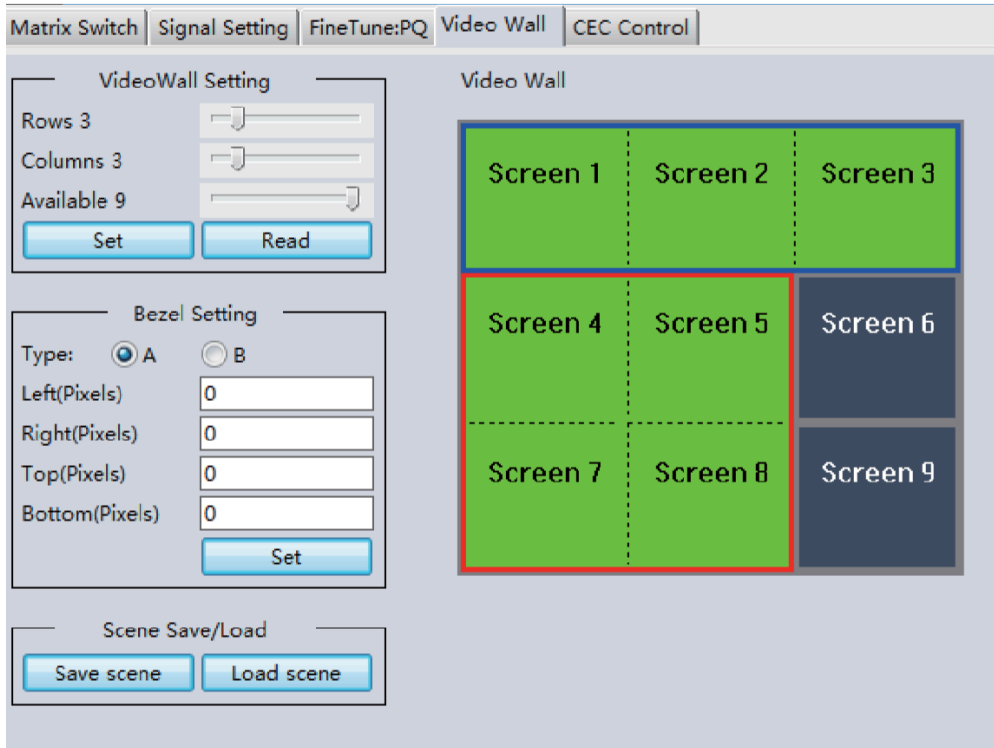 Matrix Switch Signal Setting FineTune:PQ Video Wall CEC Control
VideoWall Setting
Rows 3
Columns 3
Available 9
Set Read
Bezel Setting
Type: A B
Left(Pixels) 0
Right(Pixels) 0
Top(Pixels) 0
Bottom(Pixels) 0
Set
Scene Save/Load
Save scene Load scene
Video Wall
Screen 1 Screen 2 Screen 3
Screen 4 Screen 5 Screen 6
Screen 7 Screen 8 Screen 9